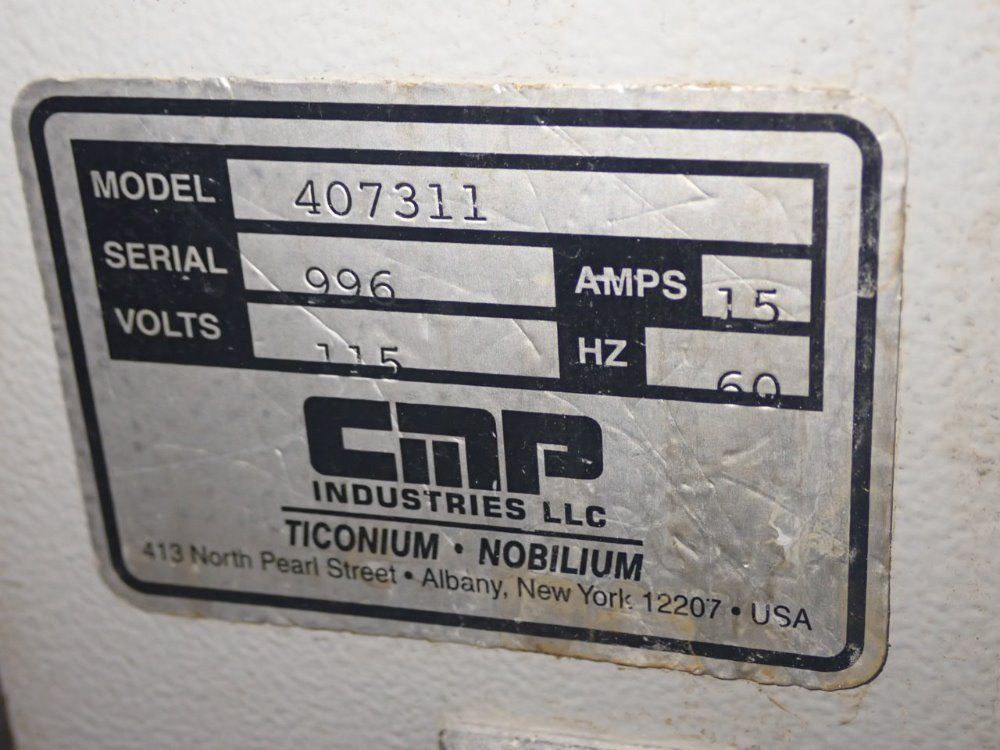 MODEL 407311
SERIAL 996 AMPS 15
VOLTS 115 HZ 60
CMP
INDUSTRIES LLC
TICONIUM • NOBILIUM
413 North Pearl Street • Albany, New York 12207 • USA